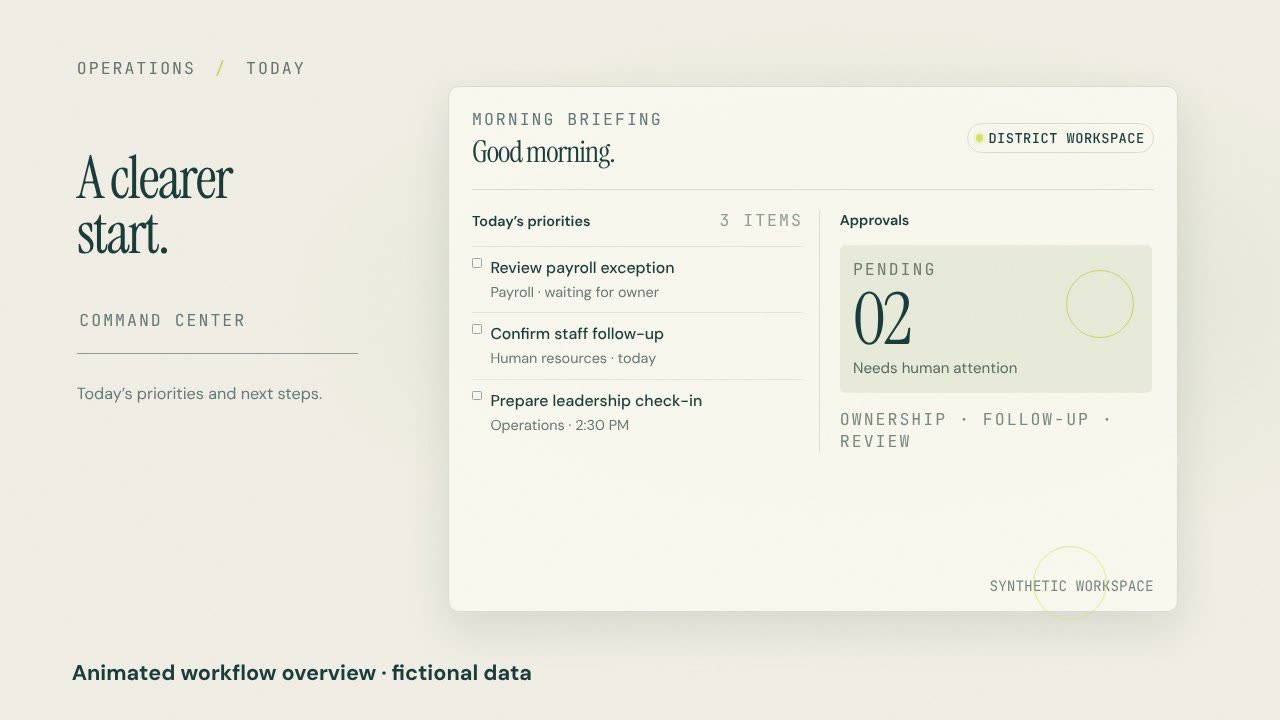 OPERATIONS / TODAY
A clearer
start.
COMMAND CENTER
Today’s priorities and next steps.
MORNING BRIEFING
Good morning.
DISTRICT WORKSPACE
Today’s priorities
3 ITEMS
Review payroll exception
Payroll · waiting for owner
Confirm staff follow-up
Human resources · today
Prepare leadership check-in
Operations · 2:30 PM
Approvals
PENDING
02
Needs human attention
OWNERSHIP · FOLLOW-UP ·
REVIEW
SYNTHETIC WORKSPACE
Animated workflow overview · fictional data